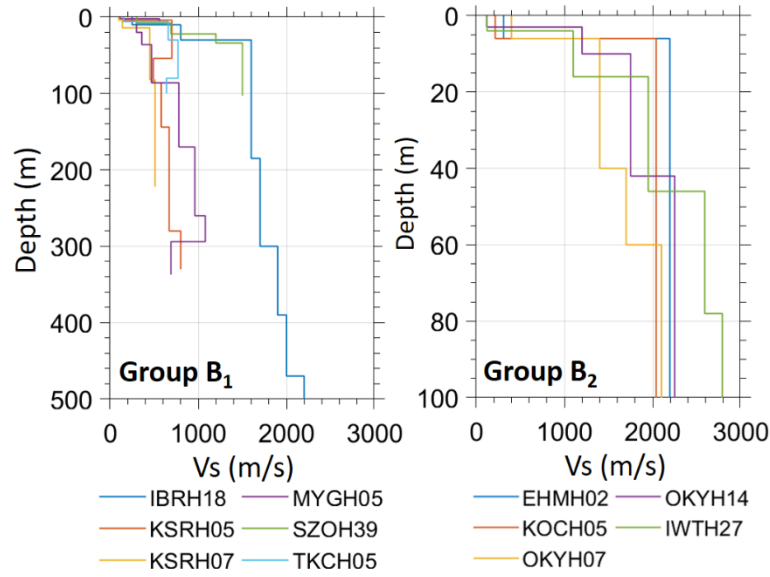 0
100
200
300
400
500
Depth (m)
Group B₁
0 1000 2000 3000
Vs (m/s)
IBRH18 MYGH05
KSRH05 SZOH39
KSRH07 TKCH05
0
20
40
60
80
100
Depth (m)
Group B₂
0 1000 2000 3000
Vs (m/s)
EHMH02 OKYH14
KOCH05 IWTH27
OKYH07